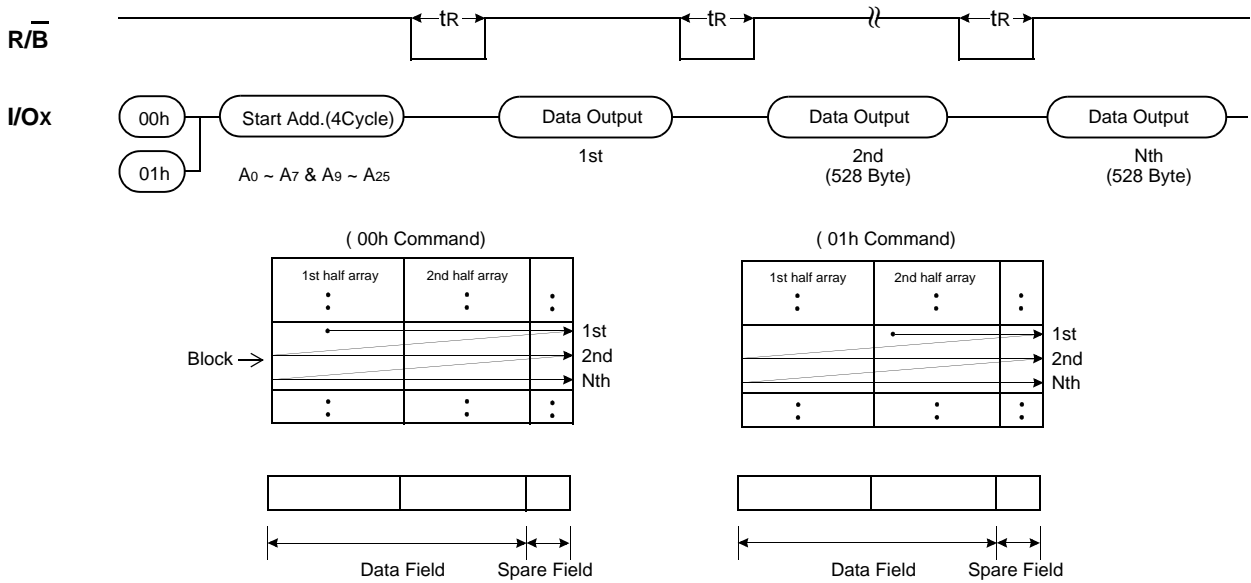 R/B
tR tR tR
I/Ox
00h Start Add.(4Cycle) Data Output Data Output Data Output
01h
A0 ~ A7 & A9 ~ A25
1st
2nd
(528 Byte)
Nth
(528 Byte)
( 00h Command)
1st half array 2nd half array
1st
Block
2nd
Nth
Data Field Spare Field
( 01h Command)
1st half array 2nd half array
1st
2nd
Nth
Data Field Spare Field